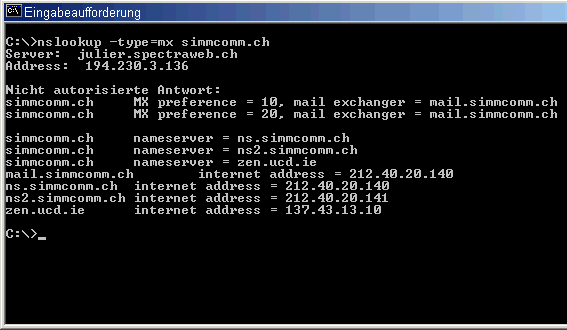 Eingabeaufforderung
C:\>nslookup -type=mx simmcomm.ch
Server:  julier.spectraweb.ch
Address:  194.230.3.136

Nicht autorisierte Antwort:
simmcomm.ch     MX preference = 10, mail exchanger = mail.simmcomm.ch
simmcomm.ch     MX preference = 20, mail exchanger = mail.simmcomm.ch

simmcomm.ch     nameserver = ns.simmcomm.ch
simmcomm.ch     nameserver = ns2.simmcomm.ch
simmcomm.ch     nameserver = zen.ucd.ie
mail.simmcomm.ch        internet address = 212.40.20.140
ns.simmcomm.ch  internet address = 212.40.20.140
ns2.simmcomm.ch internet address = 212.40.20.141
zen.ucd.ie      internet address = 137.43.13.10

C:\>_